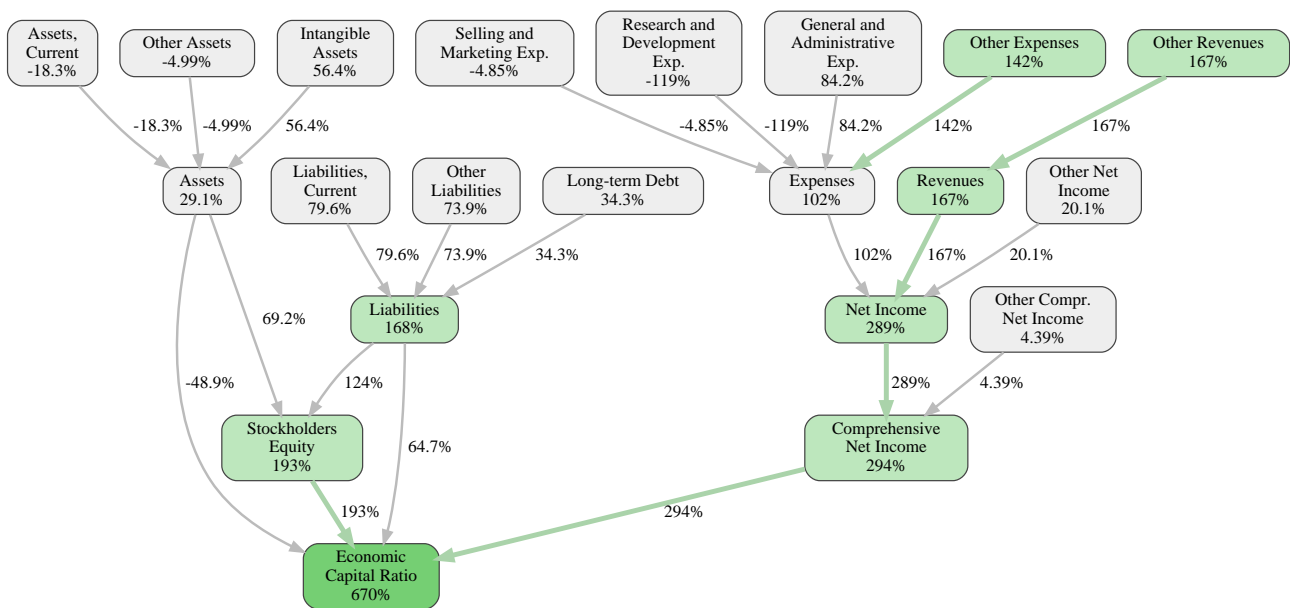 Assets,
Current
-18.3%
Other Assets
-4.99%
Intangible
Assets
56.4%
Selling and
Marketing Exp.
-4.85%
Research and
Development
Exp.
-119%
General and
Administrative
Exp.
84.2%
Other Expenses
142%
Other Revenues
167%
-18.3%
-4.99%
56.4%
-4.85%
-119%
84.2%
142%
167%
Assets
29.1%
Liabilities,
Current
79.6%
Other
Liabilities
73.9%
Long-term Debt
34.3%
Expenses
102%
Revenues
167%
Other Net
Income
20.1%
79.6%
73.9%
34.3%
102%
167%
20.1%
69.2%
Liabilities
168%
Net Income
289%
Other Compr.
Net Income
4.39%
-48.9%
124%
289%
4.39%
Stockholders
Equity
193%
64.7%
Comprehensive
Net Income
294%
193%
294%
Economic
Capital Ratio
670%